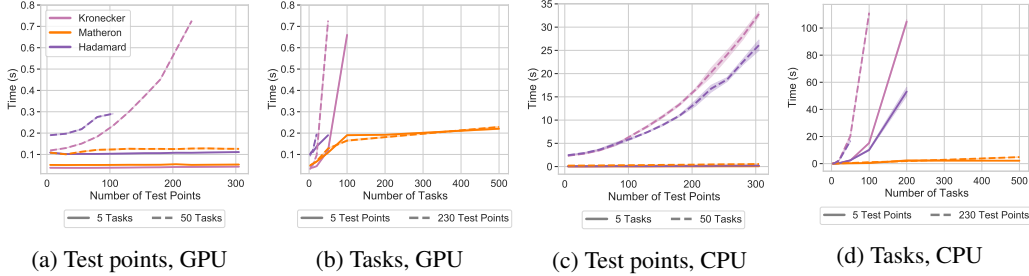 0.8
0.7
0.6
0.5
0.4
0.3
0.2
0.1
Time (s)
Kronecker
Matheron
Hadamard
0 100 200 300
Number of Test Points
5 Tasks 50 Tasks
(a) Test points, GPU
0.8
0.7
0.6
0.5
0.4
0.3
0.2
0.1
Time (s)
0 100 200 300 400 500
Number of Tasks
5 Test Points 230 Test Points
(b) Tasks, GPU
35
30
25
20
15
10
5
0
Time (s)
0 100 200 300
Number of Test Points
5 Tasks 50 Tasks
(c) Test points, CPU
100
80
60
40
20
0
Time (s)
0 100 200 300 400 500
Number of Tasks
5 Test Points 230 Test Points
(d) Tasks, CPU